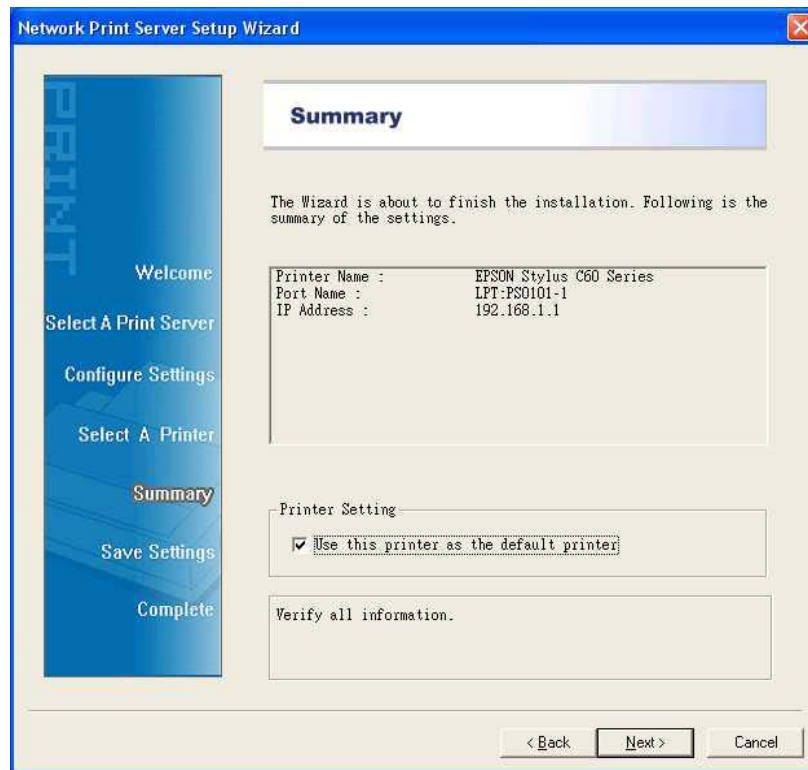 Network Print Server Setup Wizard
PRINT
Welcome
Select A Print Server
Configure Settings
Select A Printer
Summary
Save Settings
Complete
Summary
The Wizard is about to finish the installation. Following is the
summary of the settings.
Printer Name : EPSON Stylus C60 Series
Port Name : LPT:PS0101-1
IP Address : 192.168.1.1
Printer Setting
Use this printer as the default printer
Verify all information.
< Back Next > Cancel